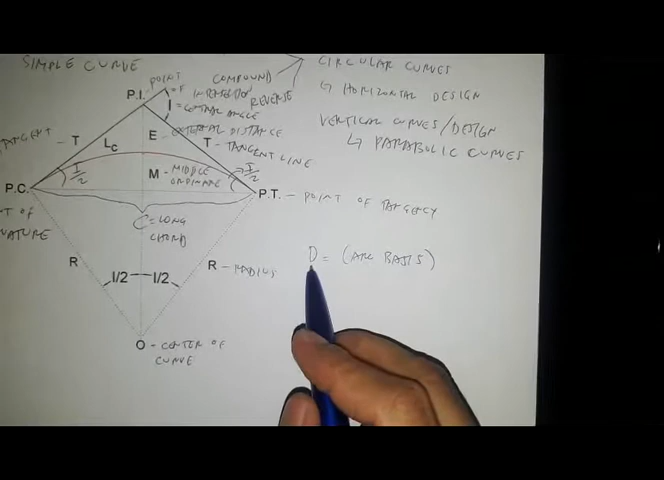 SIMPLE CURVE
POINT
OF
INTERSECTION
COMPOUND
REVERSE
CIRCULAR CURVES
↳ HORIZONTAL DESIGN
VERTICAL CURVES/DESIGN
↳ PARABOLIC CURVES
P.I.
I = CENTRAL ANGLE
E - EXTERNAL DISTANCE
TANGENT - T
Lc
T - TANGENT LINE
I/2
M - MIDDLE
ORDINATE
I/2
P.C.
P.T. - POINT OF TANGENCY
C = LONG
CHORD
R
I/2
I/2
R - RADIUS
D = (ARC BASIS)
O - CENTER OF
CURVE